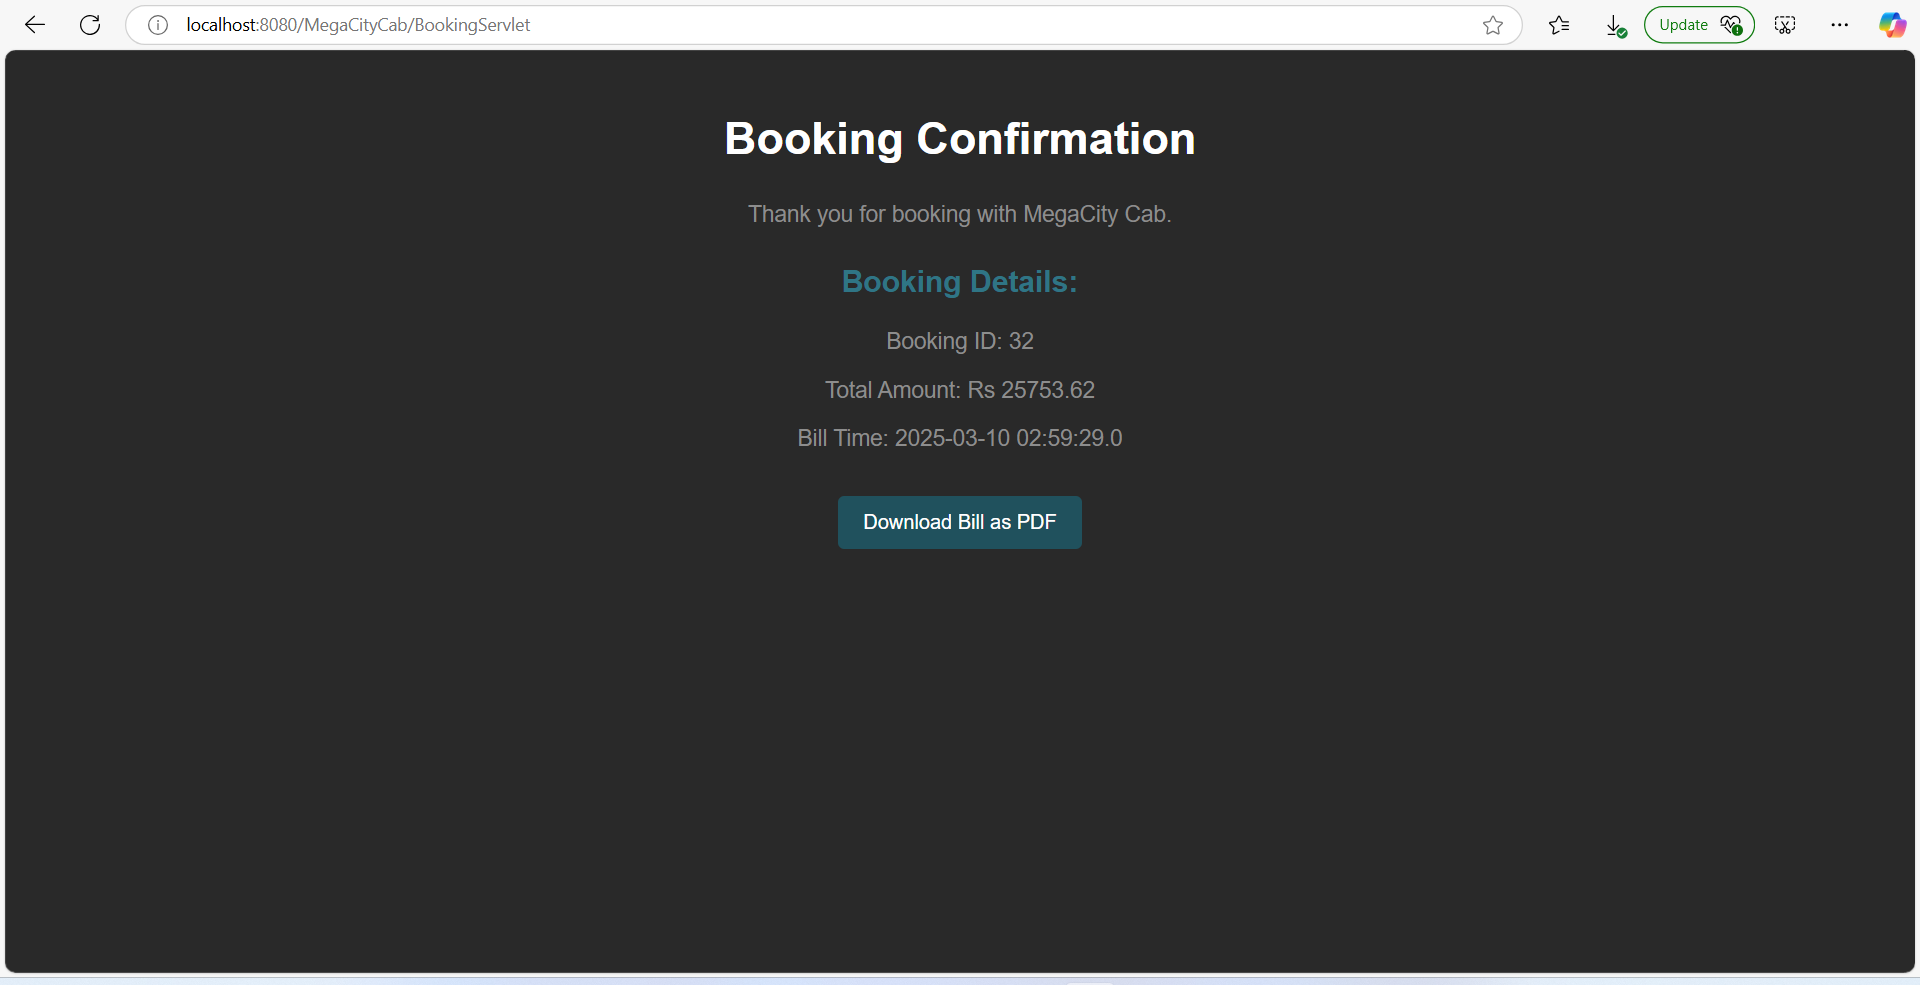 localhost:8080/MegaCityCab/BookingServlet
Update
Booking Confirmation
Thank you for booking with MegaCity Cab.
Booking Details:
Booking ID: 32
Total Amount: Rs 25753.62
Bill Time: 2025-03-10 02:59:29.0
Download Bill as PDF